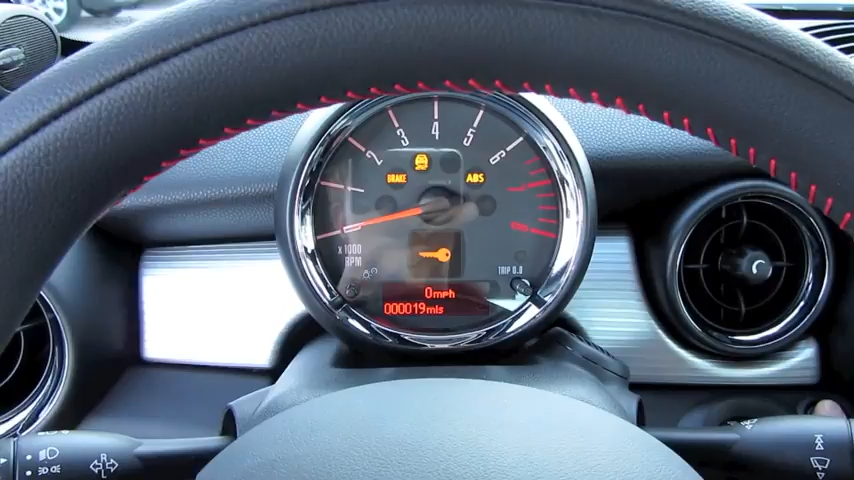 4
3 5
2 6
BRAKE ABS
x1000
RPM
TRIP 0.0
0mph
000019mls
R
L